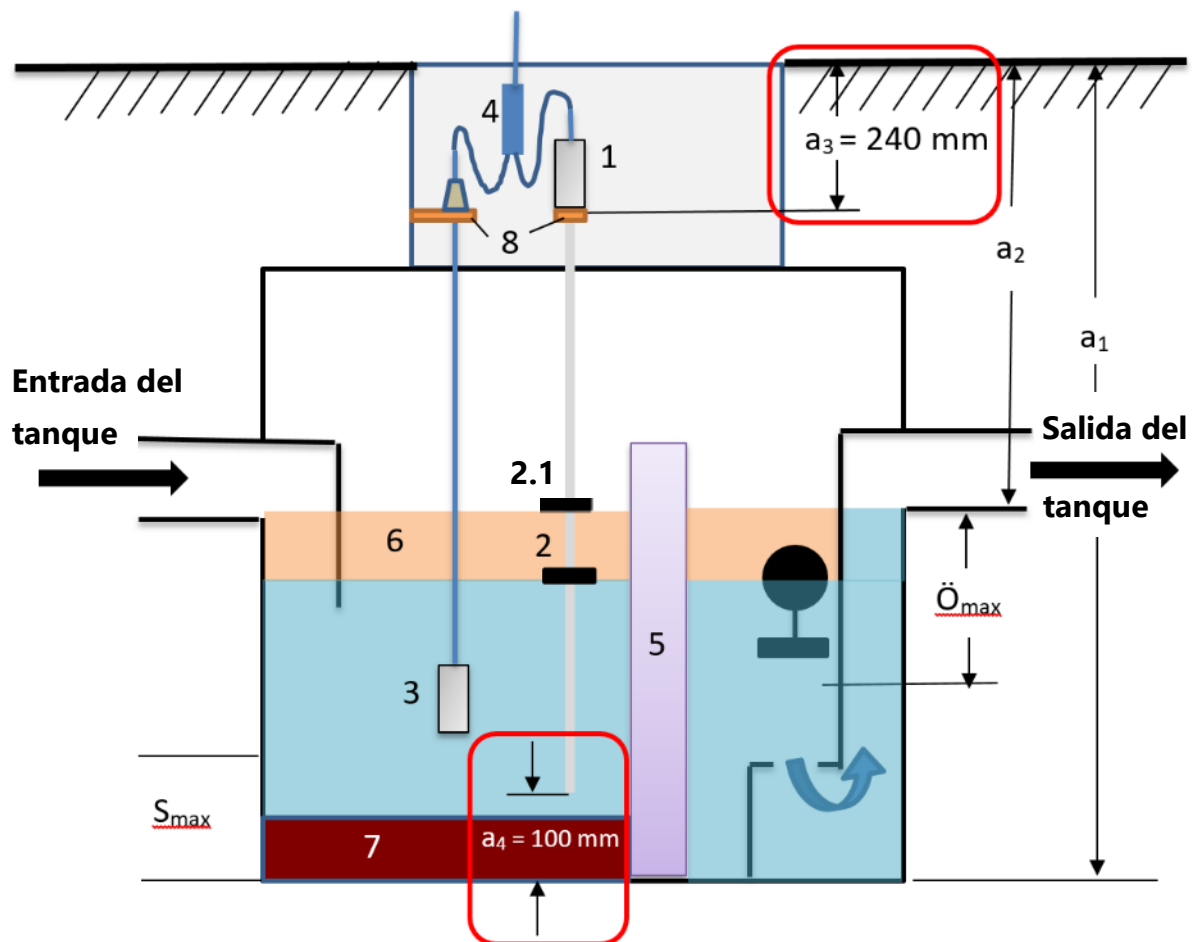 4
1
a₃ = 240 mm
8
a₂
a₁
Entrada del
tanque
Salida del
tanque
2.1
6
2
Ömax
5
3
Smax
7
a₄ = 100 mm